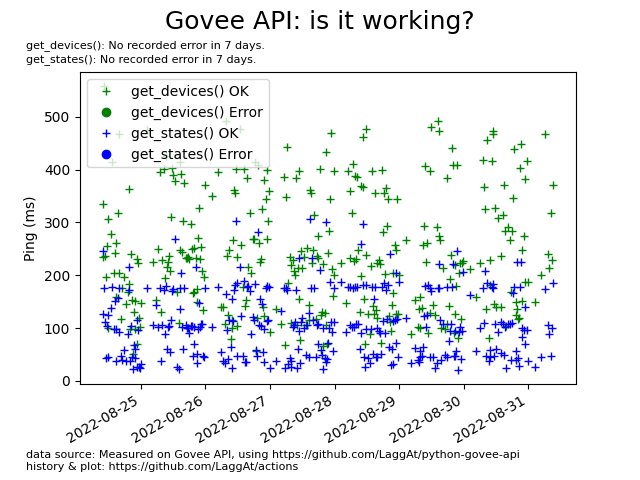 Govee API: is it working?
get_devices(): No recorded error in 7 days.
get_states(): No recorded error in 7 days.
get_devices() OK
get_devices() Error
get_states() OK
get_states() Error
Ping (ms)
500
400
300
200
100
0
2022-08-25
2022-08-26
2022-08-27
2022-08-28
2022-08-29
2022-08-30
2022-08-31
data source: Measured on Govee API, using https://github.com/LaggAt/python-govee-api
history & plot: https://github.com/LaggAt/actions